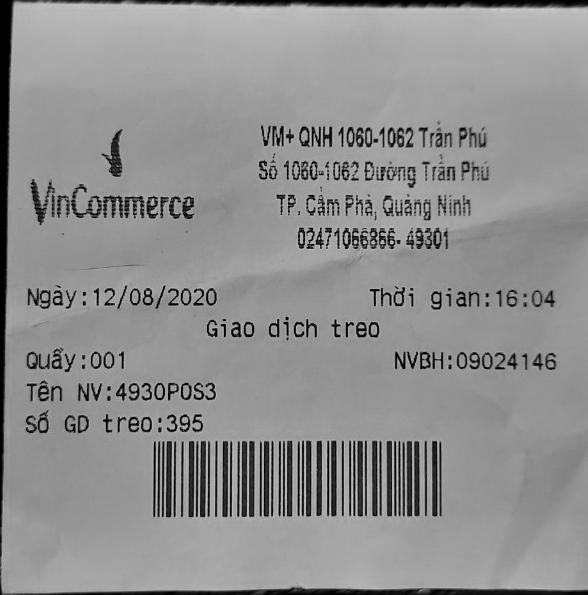 VinCommerce
VM+ QNH 1060-1062 Trần Phú
Số 1060-1062 Đường Trần Phú
TP. Cẩm Phả, Quảng Ninh
02471066866- 49301
Ngày:12/08/2020 Thời gian:16:04
Giao dịch treo
Quầy:001 NVBH:09024146
Tên NV:4930POS3
Số GD treo:395